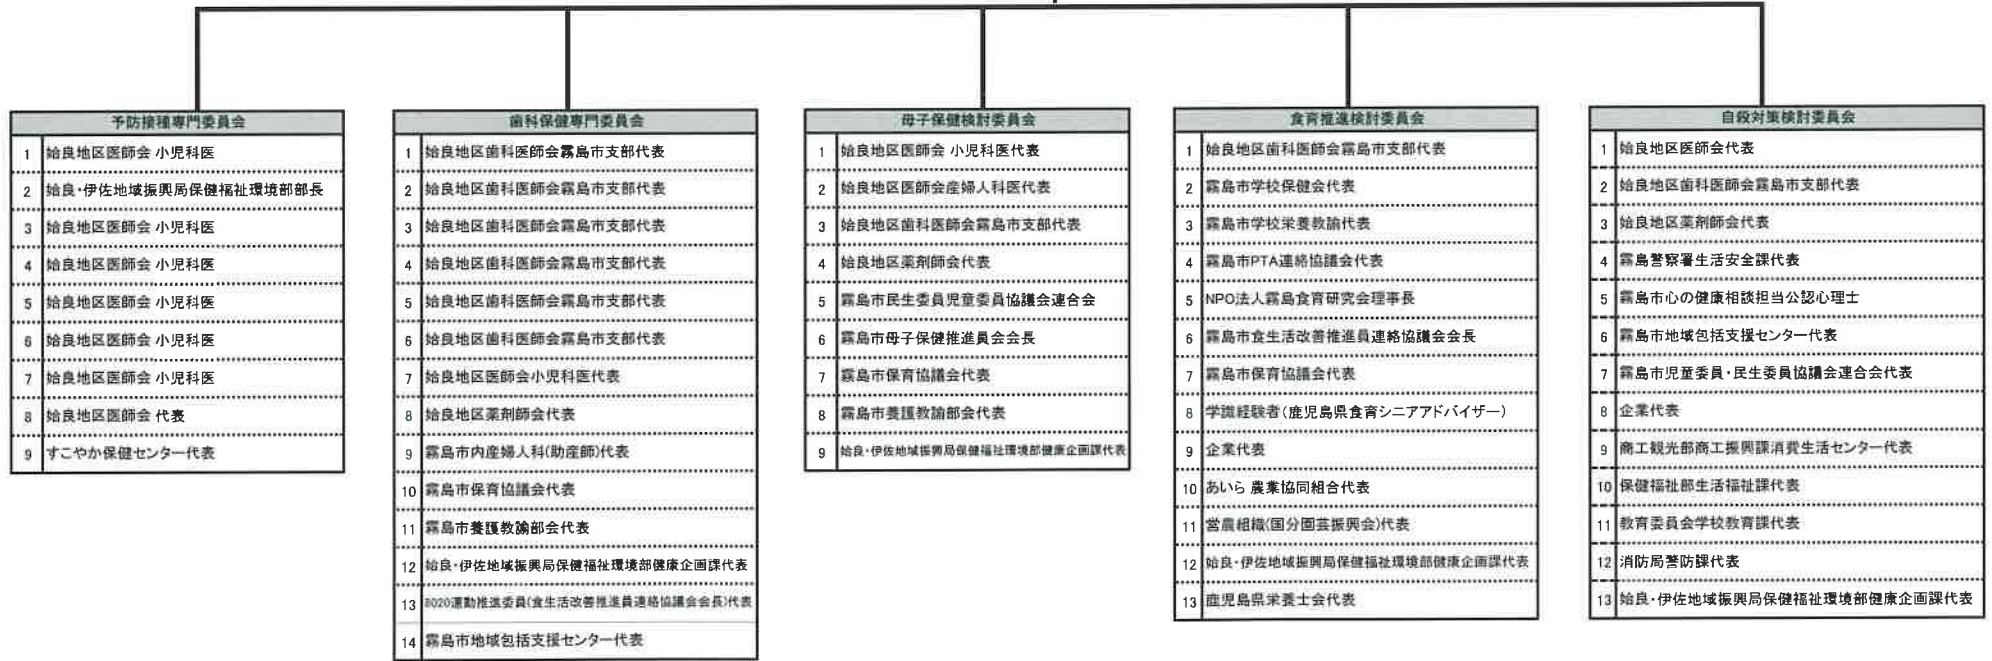 予防接種専門委員会
1 姶良地区医師会 小児科医
2 姶良・伊佐地域振興局保健福祉環境部部長
3 姶良地区医師会 小児科医
4 姶良地区医師会 小児科医
5 姶良地区医師会 小児科医
6 姶良地区医師会 小児科医
7 姶良地区医師会 小児科医
8 姶良地区医師会 代表
9 すこやか保健センター代表
歯科保健専門委員会
1 姶良地区歯科医師会霧島市支部代表
2 姶良地区歯科医師会霧島市支部代表
3 姶良地区歯科医師会霧島市支部代表
4 姶良地区歯科医師会霧島市支部代表
5 姶良地区歯科医師会霧島市支部代表
6 姶良地区歯科医師会霧島市支部代表
7 姶良地区医師会小児科医代表
8 姶良地区薬剤師会代表
9 霧島市内産婦人科(助産師)代表
10 霧島市保育協議会代表
11 霧島市養護教諭部会代表
12 姶良・伊佐地域振興局保健福祉環境部健康企画課代表
13 8020運動推進委員(食生活改善推進員連絡協議会会長)代表
14 霧島市地域包括支援センター代表
母子保健検討委員会
1 姶良地区医師会 小児科医代表
2 姶良地区医師会産婦人科医代表
3 姶良地区歯科医師会霧島市支部代表
4 姶良地区薬剤師会代表
5 霧島市民生委員児童委員協議会連合会
6 霧島市母子保健推進員会会長
7 霧島市保育協議会代表
8 霧島市養護教諭部会代表
9 姶良・伊佐地域振興局保健福祉環境部健康企画課代表
食育推進検討委員会
1 姶良地区歯科医師会霧島市支部代表
2 霧島市学校保健会代表
3 霧島市学校栄養教諭代表
4 霧島市PTA連絡協議会代表
5 NPO法人霧島食育研究会理事長
6 霧島市食生活改善推進員連絡協議会会長
7 霧島市保育協議会代表
8 学識経験者(鹿児島県食育シニアアドバイザー)
9 企業代表
10 あいら 農業協同組合代表
11 営農組織(国分園芸振興会)代表
12 姶良・伊佐地域振興局保健福祉環境部健康企画課代表
13 鹿児島県栄養士会代表
自殺対策検討委員会
1 姶良地区医師会代表
2 姶良地区歯科医師会霧島市支部代表
3 姶良地区薬剤師会代表
4 霧島警察署生活安全課代表
5 霧島市心の健康相談担当公認心理士
6 霧島市地域包括支援センター代表
7 霧島市児童委員・民生委員協議会連合会代表
8 企業代表
9 商工観光部商工振興課消費生活センター代表
10 保健福祉部生活福祉課代表
11 教育委員会学校教育課代表
12 消防局警防課代表
13 姶良・伊佐地域振興局保健福祉環境部健康企画課代表